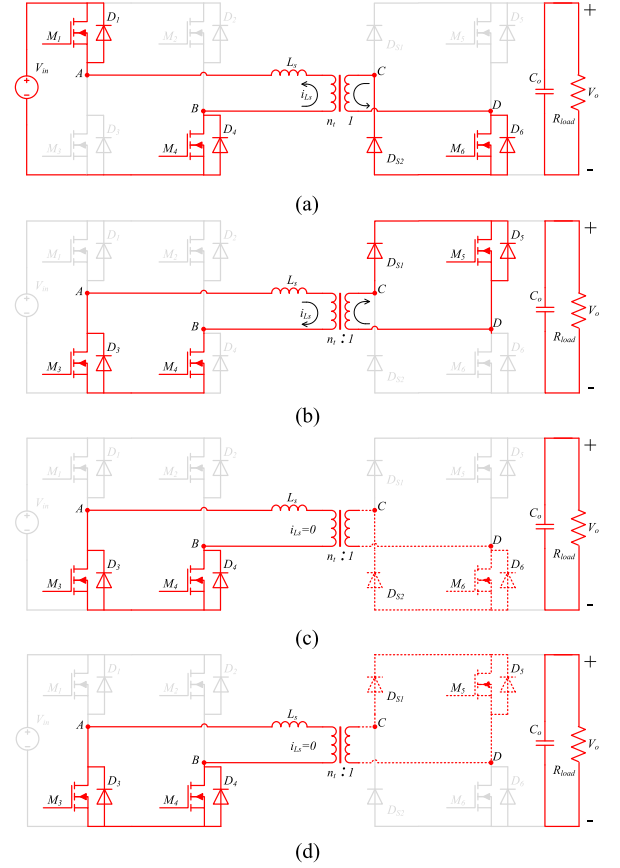 M1 D1 M2 D2 DS1 M5 D5 +
Vin A Ls C Co Vo
iLs
B D
nt 1 Rload
M3 D3 M4 D4 DS2 M6 D6 -
(a)
M1 D1 M2 D2 DS1 M5 D5 +
Vin A Ls C Co Vo
iLs
B D
nt : 1 Rload
M3 D3 M4 D4 DS2 M6 D6 -
(b)
M1 D1 M2 D2 DS1 M5 D5 +
Vin A Ls C Co Vo
iLs=0
B D
nt : 1 Rload
M3 D3 M4 D4 DS2 M6 D6 -
(c)
M1 D1 M2 D2 DS1 M5 D5 +
Vin A Ls C Co Vo
iLs=0
B D
nt : 1 Rload
M3 D3 M4 D4 DS2 M6 D6 -
(d)